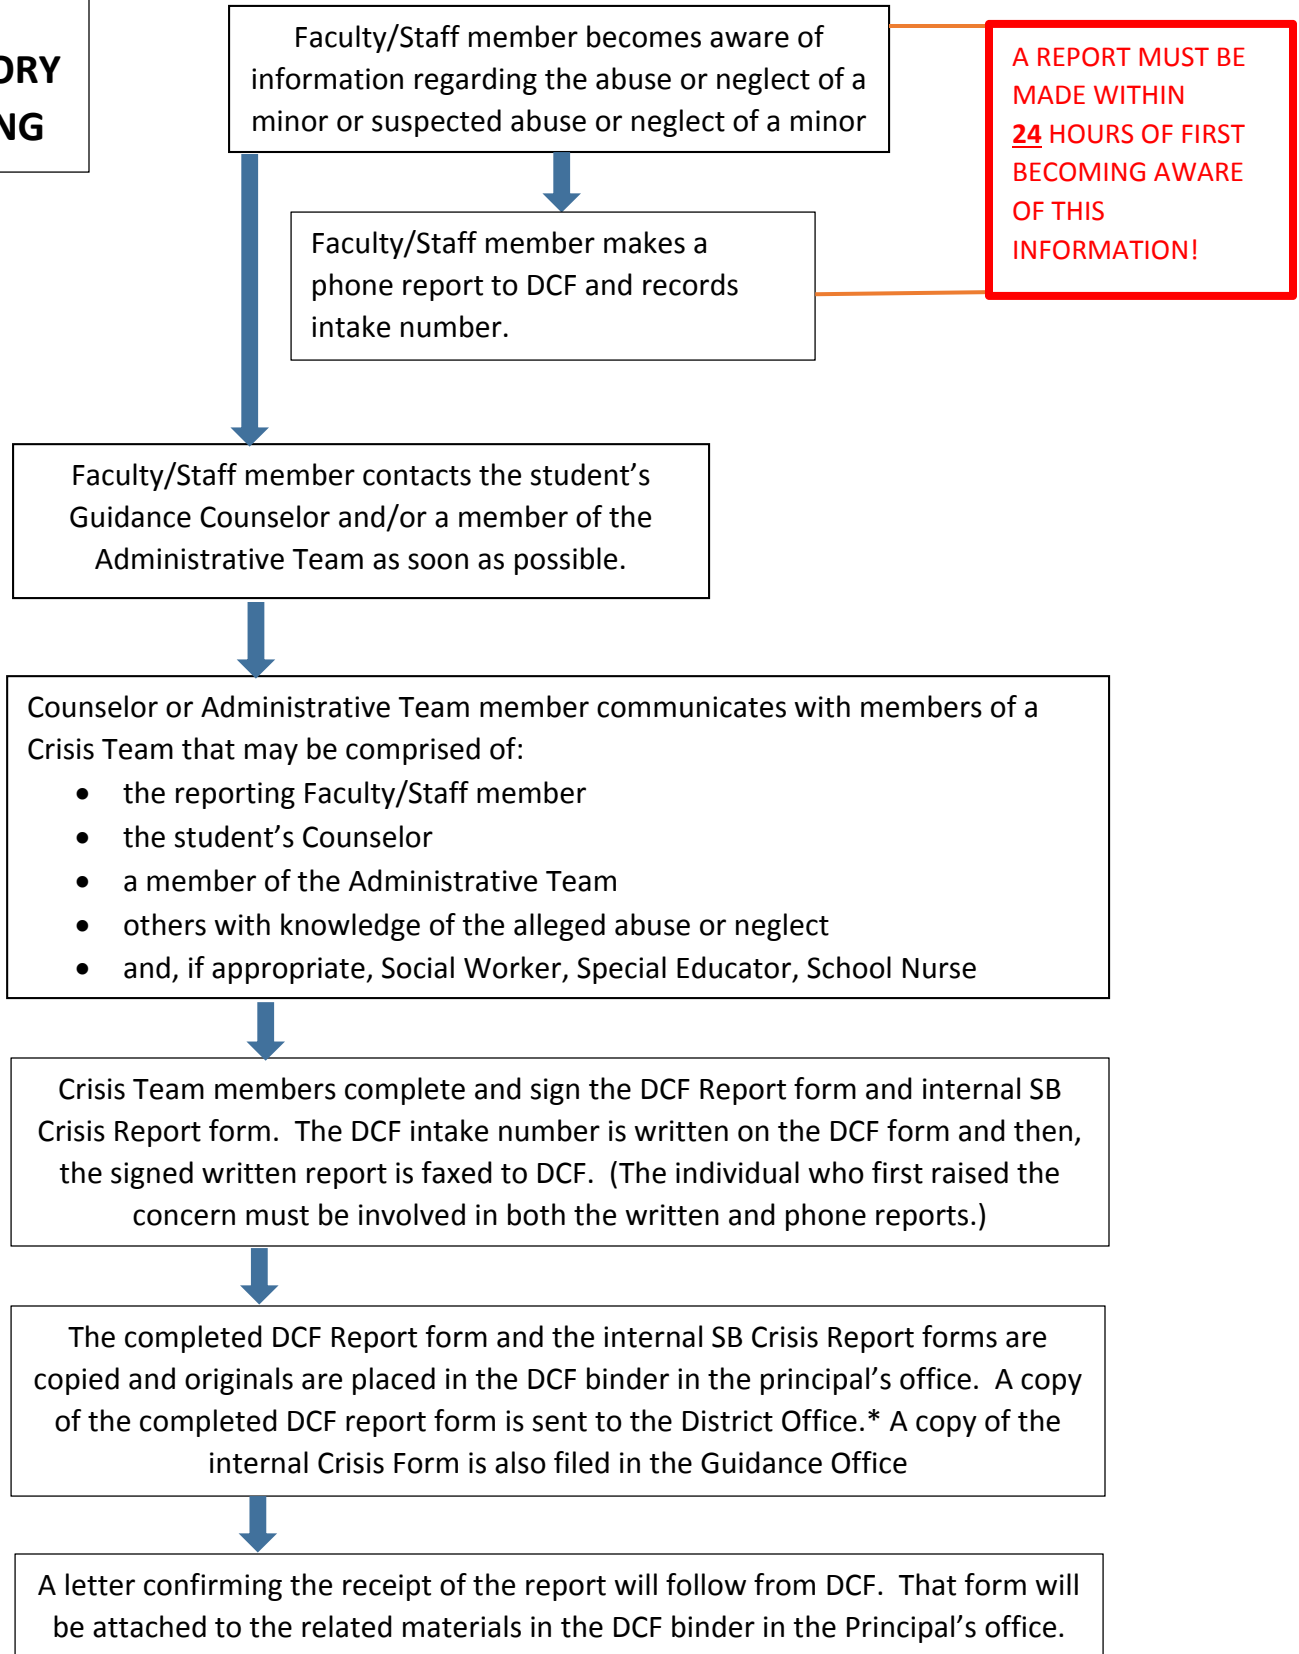 Faculty/Staff member becomes aware of
information regarding the abuse or neglect of a
minor or suspected abuse or neglect of a minor
A REPORT MUST BE
MADE WITHIN
24 HOURS OF FIRST
BECOMING AWARE
OF THIS
INFORMATION!
Faculty/Staff member makes a
phone report to DCF and records
intake number.
Faculty/Staff member contacts the student’s
Guidance Counselor and/or a member of the
Administrative Team as soon as possible.
Counselor or Administrative Team member communicates with members of a
Crisis Team that may be comprised of:
• the reporting Faculty/Staff member
• the student’s Counselor
• a member of the Administrative Team
• others with knowledge of the alleged abuse or neglect
• and, if appropriate, Social Worker, Special Educator, School Nurse
Crisis Team members complete and sign the DCF Report form and internal SB
Crisis Report form.  The DCF intake number is written on the DCF form and then,
the signed written report is faxed to DCF.  (The individual who first raised the
concern must be involved in both the written and phone reports.)
The completed DCF Report form and the internal SB Crisis Report forms are
copied and originals are placed in the DCF binder in the principal’s office.  A copy
of the completed DCF report form is sent to the District Office.* A copy of the
internal Crisis Form is also filed in the Guidance Office
A letter confirming the receipt of the report will follow from DCF.  That form will
be attached to the related materials in the DCF binder in the Principal’s office.